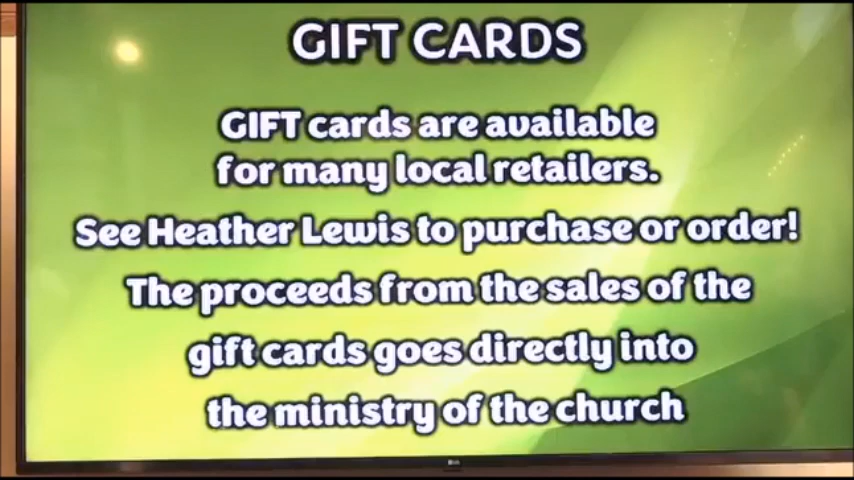 GIFT CARDS
GIFT cards are available
for many local retailers.
See Heather Lewis to purchase or order!
The proceeds from the sales of the
gift cards goes directly into
the ministry of the church
LG